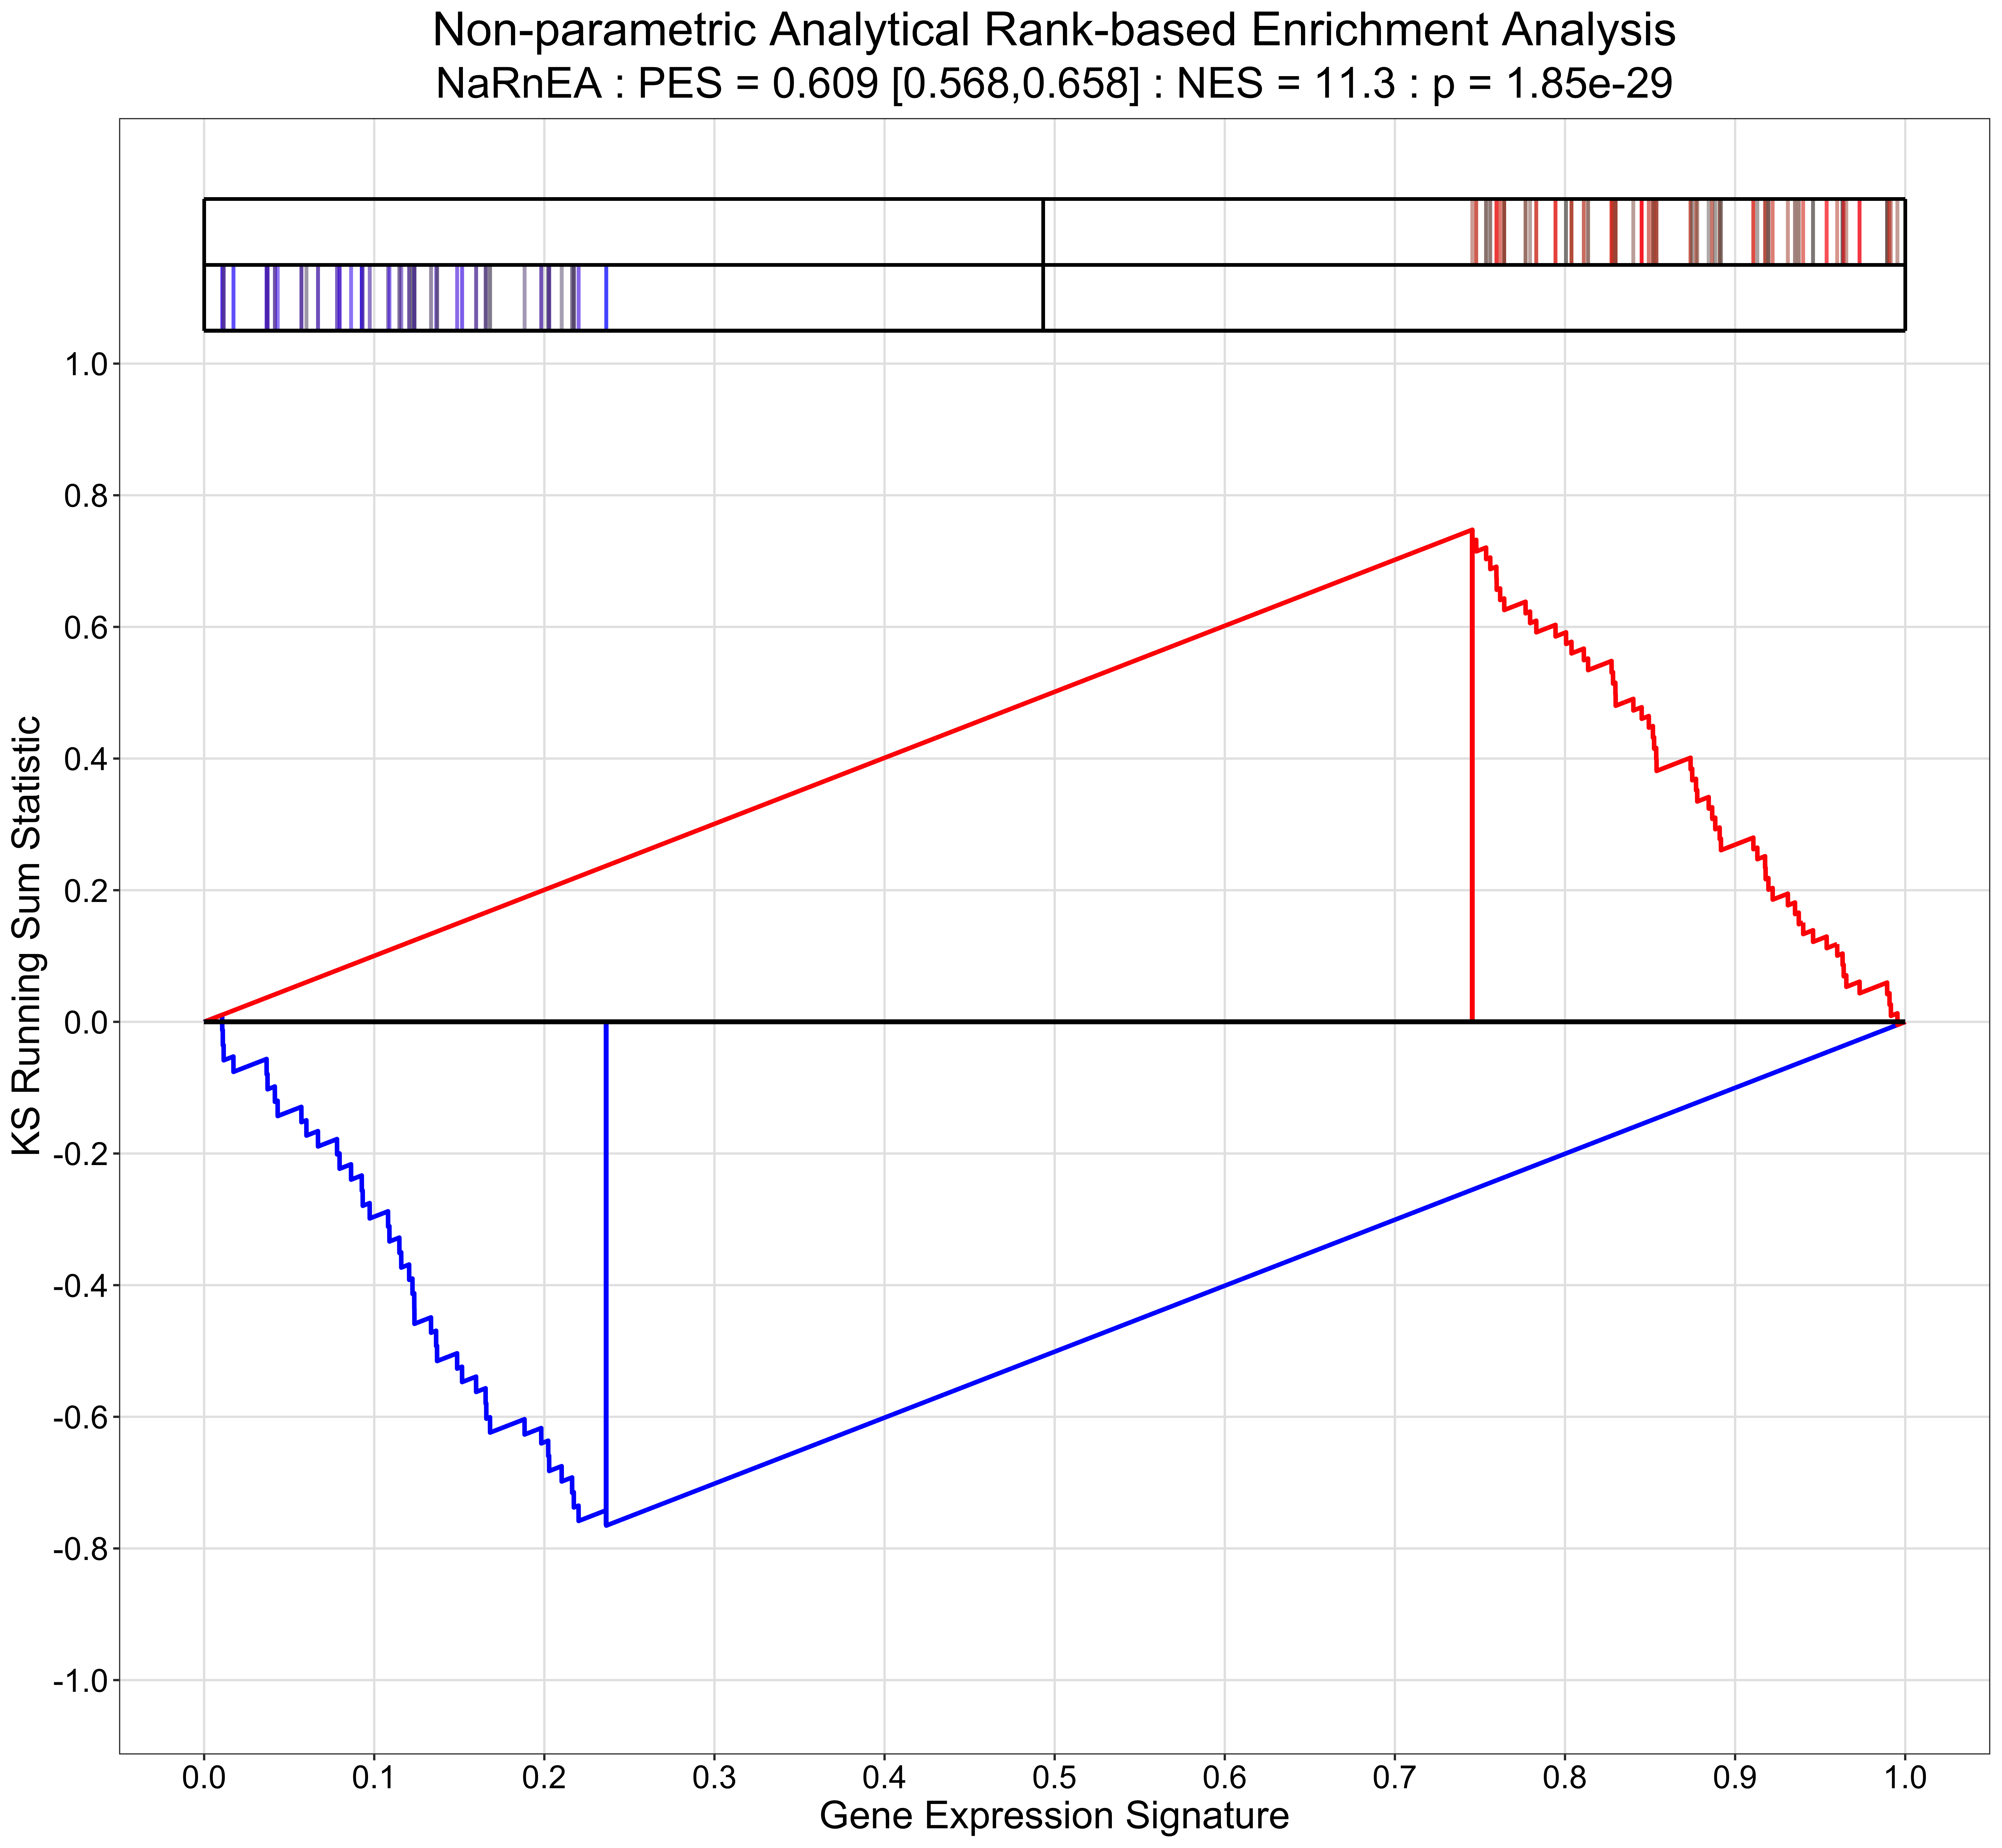 Non-parametric Analytical Rank-based Enrichment Analysis
NaRnEA : PES = 0.609 [0.568,0.658] : NES = 11.3 : p = 1.85e-29
1.0
0.8
0.6
0.4
0.2
0.0
-0.2
-0.4
-0.6
-0.8
-1.0
KS Running Sum Statistic
0.0 0.1 0.2 0.3 0.4 0.5 0.6 0.7 0.8 0.9 1.0
Gene Expression Signature